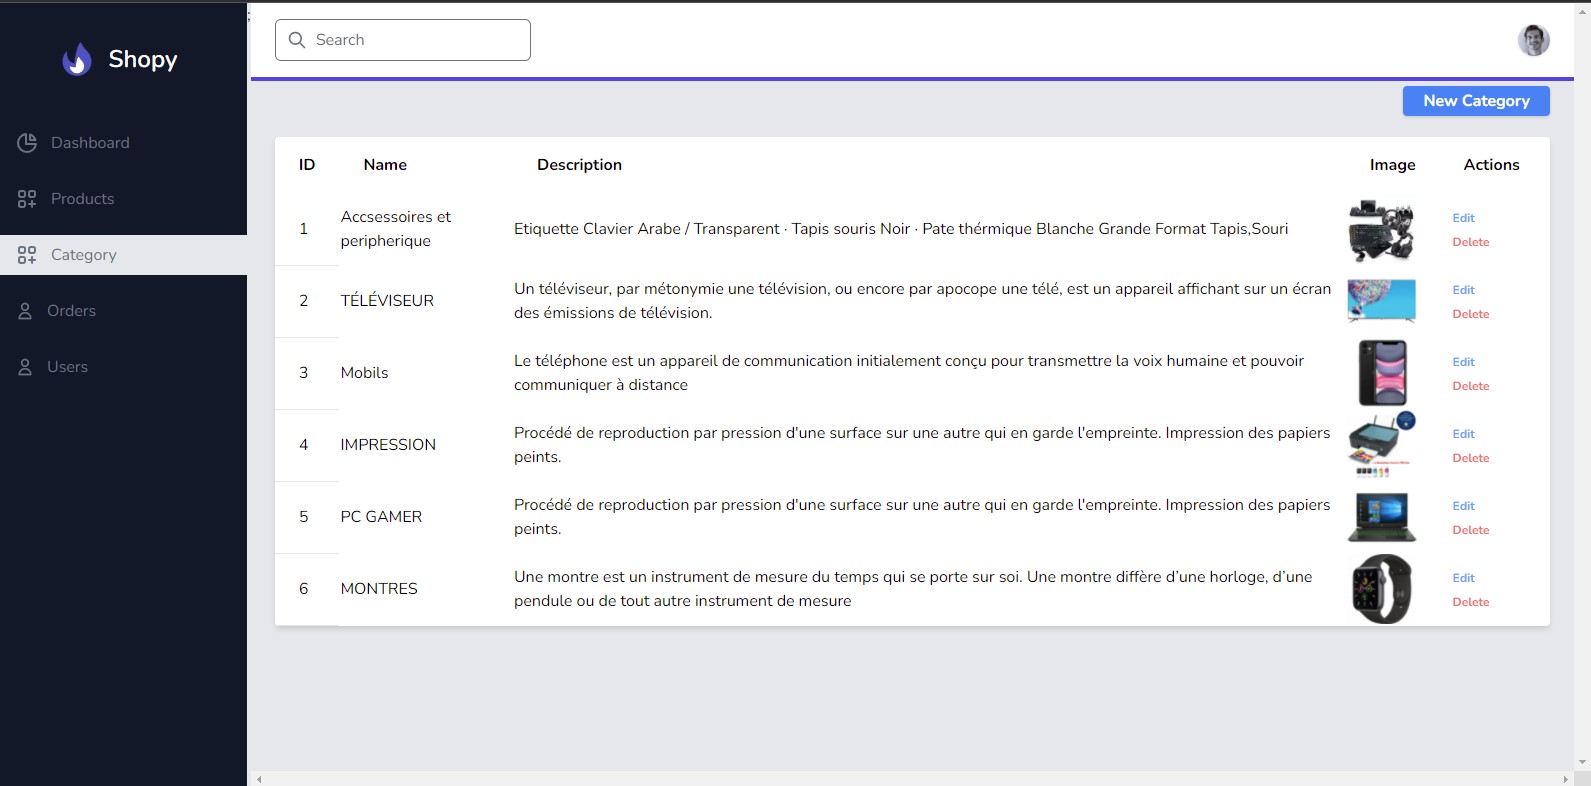 Shopy
Search
Dashboard
Products
Category
Orders
Users
New Category
ID Name Description Image Actions
1 Accsessoires et peripherique Etiquette Clavier Arabe / Transparent · Tapis souris Noir · Pate thérmique Blanche Grande Format Tapis,Souri Edit Delete
2 TÉLÉVISEUR Un téléviseur, par métonymie une télévision, ou encore par apocope une télé, est un appareil affichant sur un écran
des émissions de télévision. Edit Delete
3 Mobils Le téléphone est un appareil de communication initialement conçu pour transmettre la voix humaine et pouvoir
communiquer à distance Edit Delete
4 IMPRESSION Procédé de reproduction par pression d'une surface sur une autre qui en garde l'empreinte. Impression des papiers
peints. Edit Delete
5 PC GAMER Procédé de reproduction par pression d'une surface sur une autre qui en garde l'empreinte. Impression des papiers
peints. Edit Delete
6 MONTRES Une montre est un instrument de mesure du temps qui se porte sur soi. Une montre diffère d’une horloge, d’une
pendule ou de tout autre instrument de mesure Edit Delete